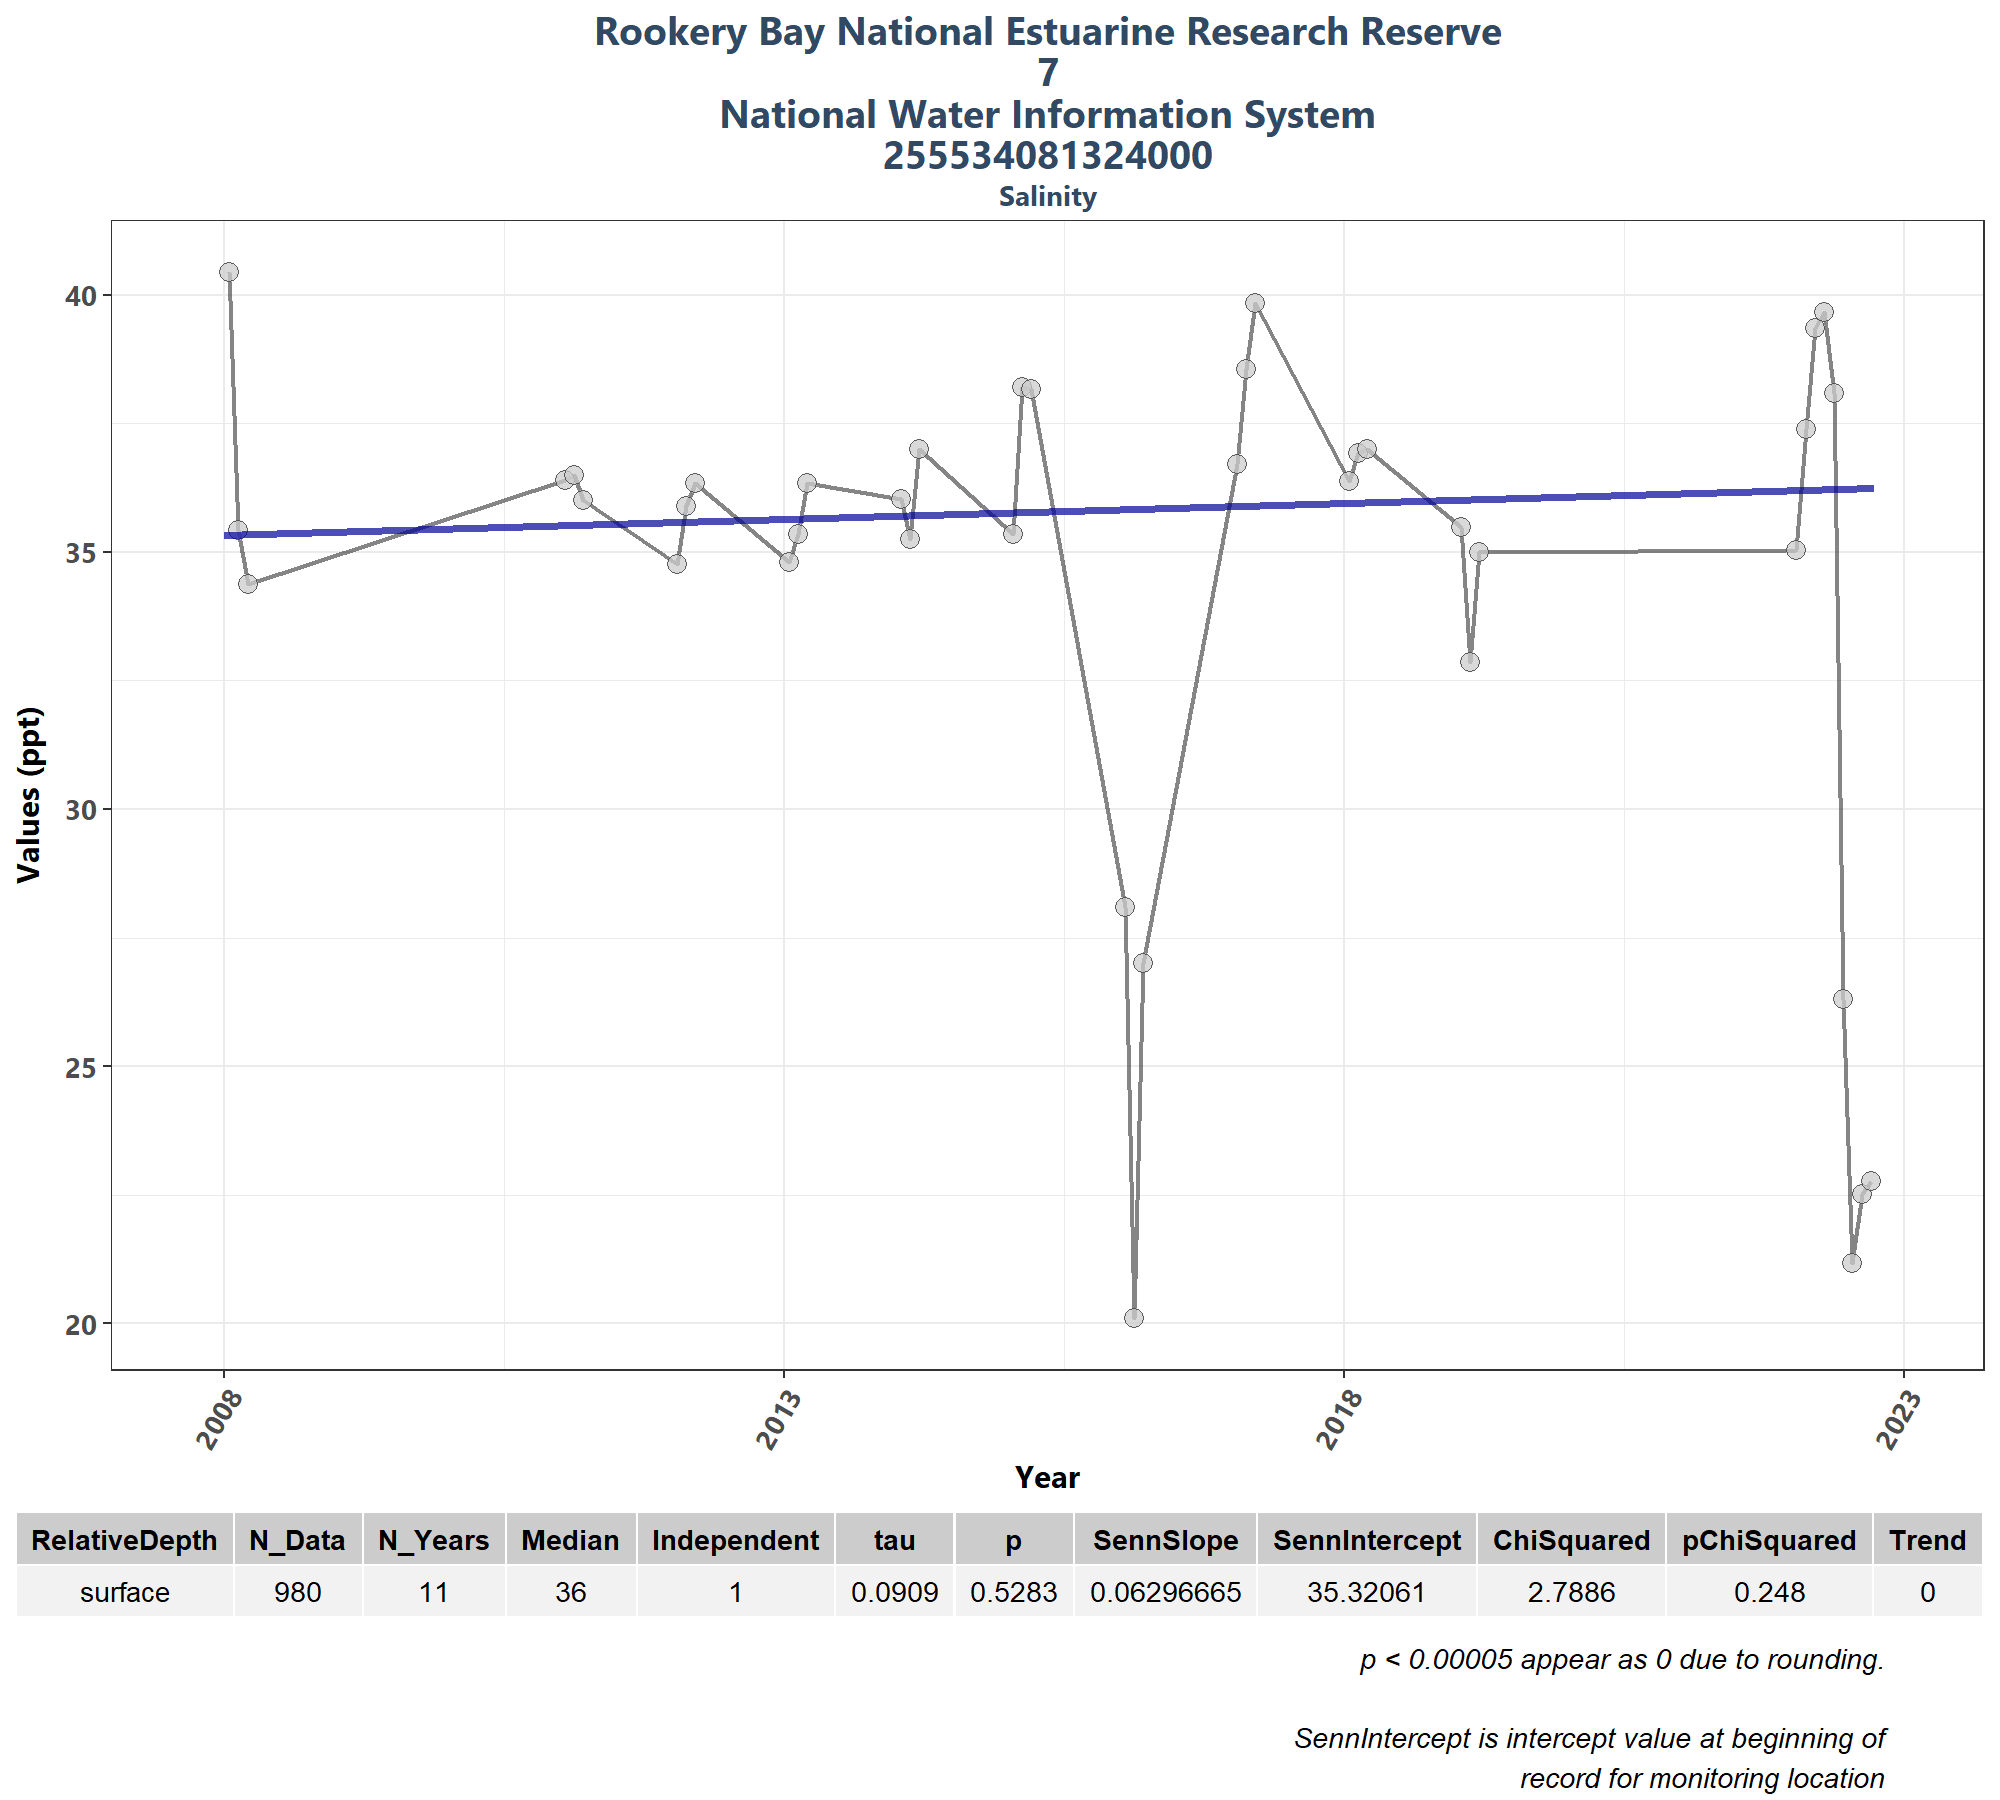 Rookery Bay National Estuarine Research Reserve
7
National Water Information System
255534081324000
Salinity
Values (ppt)
40
35
30
25
20
2008 2013 2018 2023
Year
RelativeDepth N_Data N_Years Median Independent tau p SennSlope SennIntercept ChiSquared pChiSquared Trend
surface 980 11 36 1 0.0909 0.5283 0.06296665 35.32061 2.7886 0.248 0
p < 0.00005 appear as 0 due to rounding.
SennIntercept is intercept value at beginning of
record for monitoring location